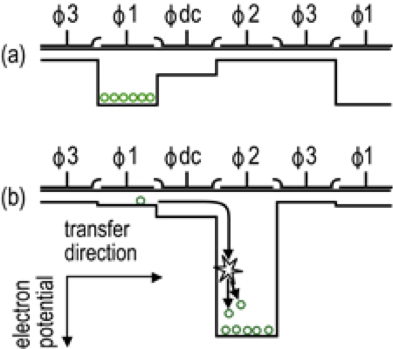 ϕ3 ϕ1 ϕdc ϕ2 ϕ3 ϕ1
(a)
ϕ3 ϕ1 ϕdc ϕ2 ϕ3 ϕ1
(b)
transfer
direction
electron
potential